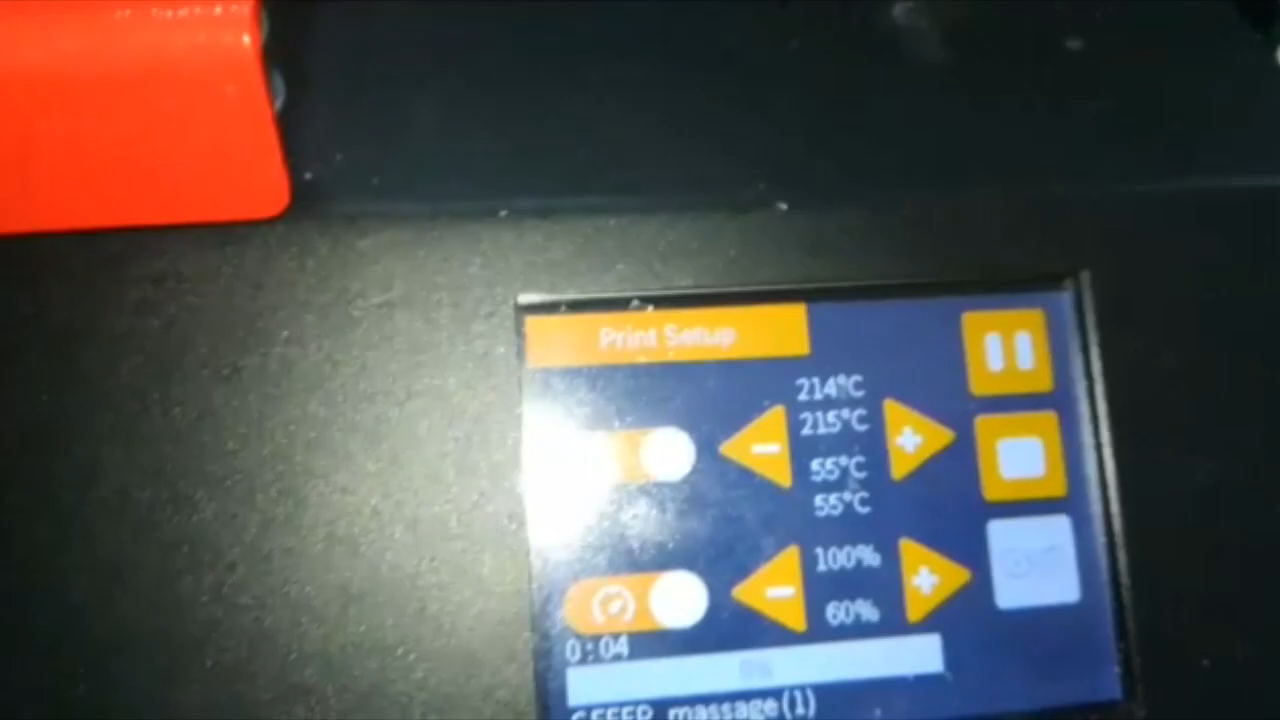 Print Setup
214°C
215°C
55°C
55°C
100%
60%
0:04
massage(1)